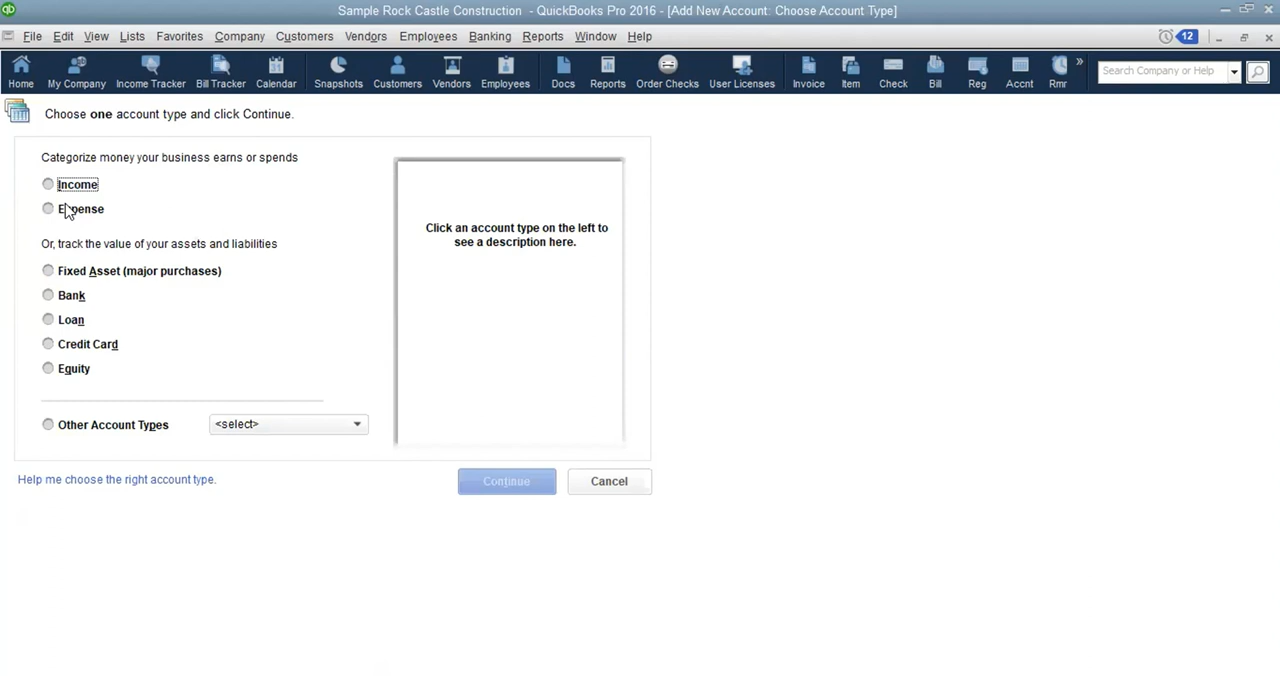 qb Sample Rock Castle Construction - QuickBooks Pro 2016 - [Add New Account: Choose Account Type]
File Edit View Lists Favorites Company Customers Vendors Employees Banking Reports Window Help 12
Home My Company Income Tracker Bill Tracker Calendar Snapshots Customers Vendors Employees Docs Reports Order Checks User Licenses Invoice Item Check Bill Reg Accnt Rmr » Search Company or Help
Choose one account type and click Continue.
Categorize money your business earns or spends
Income
Expense
Or, track the value of your assets and liabilities
Fixed Asset (major purchases)
Bank
Loan
Credit Card
Equity
Other Account Types <select>
Click an account type on the left to
see a description here.
Help me choose the right account type. Continue Cancel